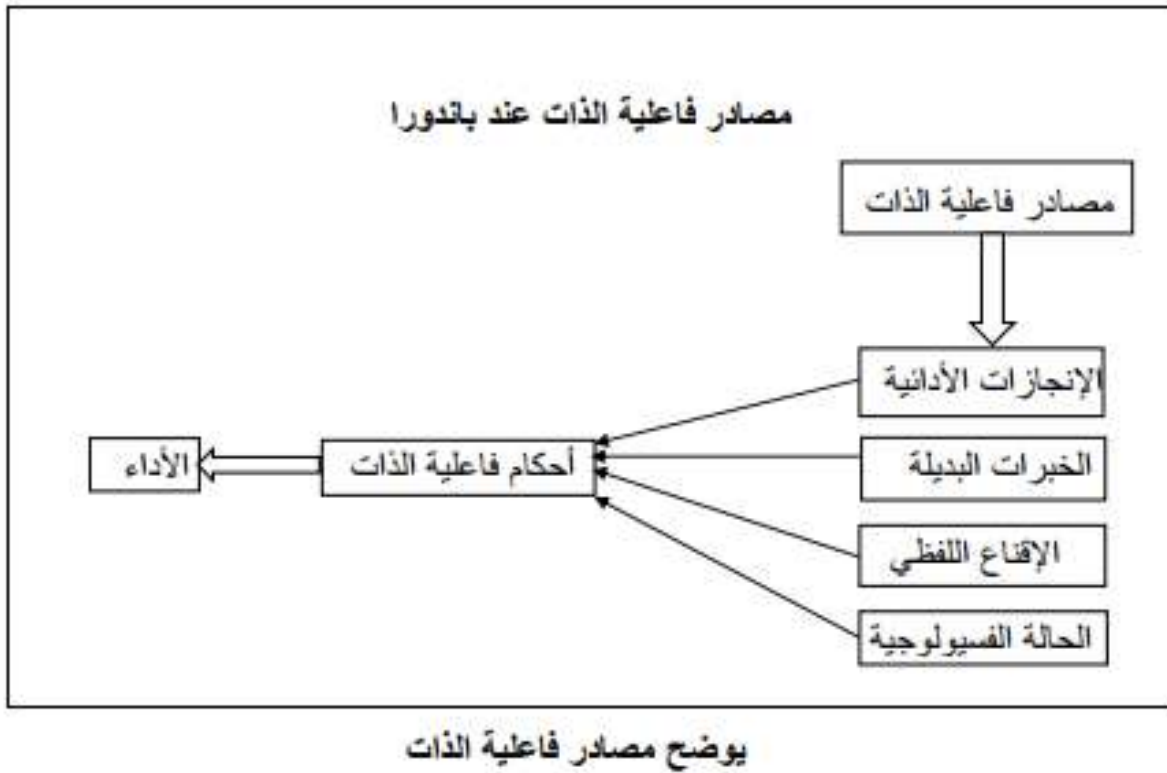 مصادر فاعلية الذات عند باندورا
مصادر فاعلية الذات
الإنجازات الأدائية
الخبرات البديلة
الإقناع اللفظي
الحالة الفسيولوجية
أحكام فاعلية الذات
الأداء
يوضح مصادر فاعلية الذات